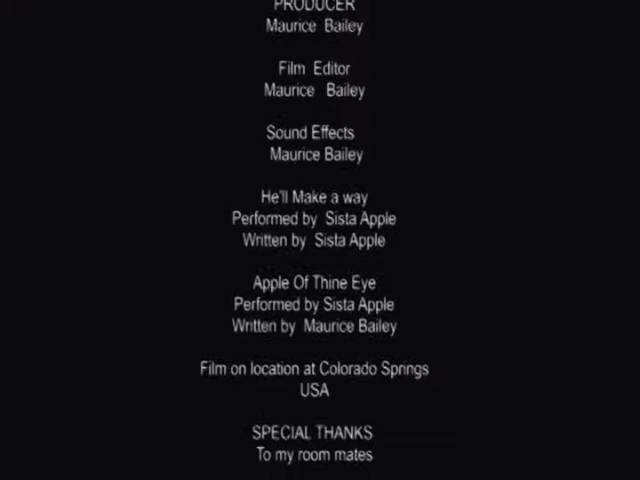 PRODUCER
Maurice Bailey
Film Editor
Maurice Bailey
Sound Effects
Maurice Bailey
He'll Make a way
Performed by Sista Apple
Written by Sista Apple
Apple Of Thine Eye
Performed by Sista Apple
Written by Maurice Bailey
Film on location at Colorado Springs
USA
SPECIAL THANKS
To my room mates